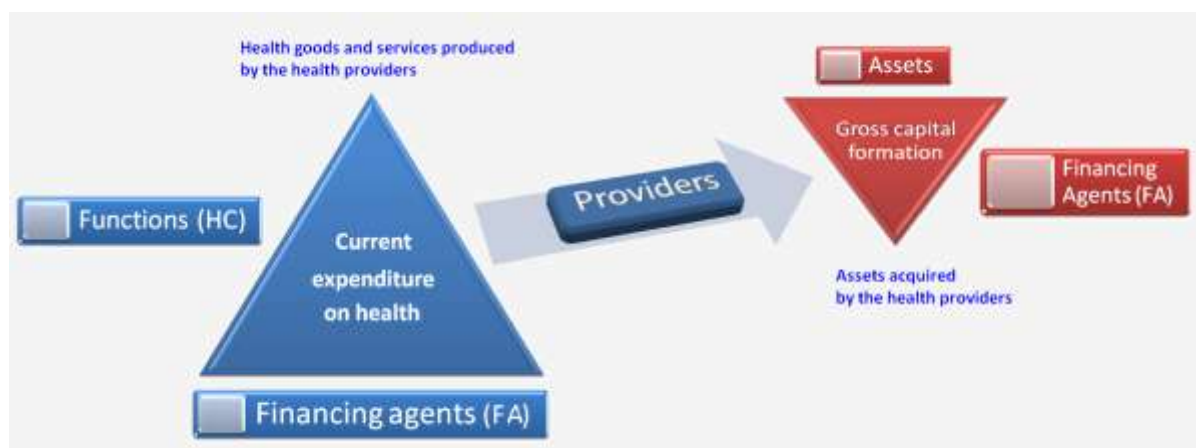 Health goods and services produced
by the health providers
Functions (HC)
Current
expenditure
on health
Financing agents (FA)
Providers
Assets
Gross capital
formation
Financing
Agents (FA)
Assets acquired
by the health providers